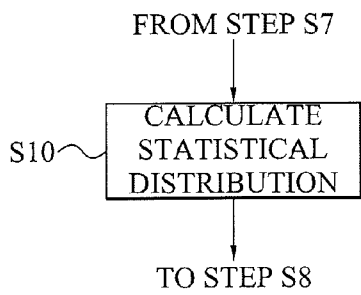 FROM STEP S7
CALCULATE
STATISTICAL
S10
DISTRIBUTION
TO STEP S8